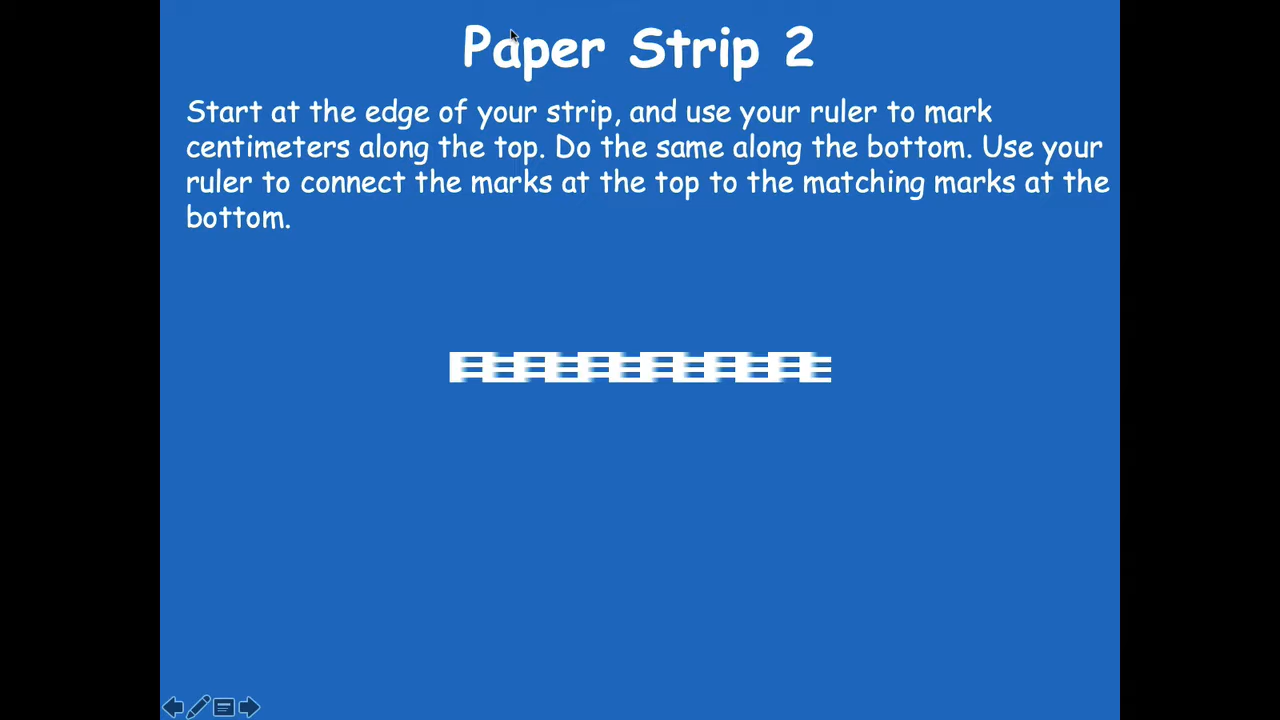 Paper Strip 2
Start at the edge of your strip, and use your ruler to mark
centimeters along the top. Do the same along the bottom. Use your
ruler to connect the marks at the top to the matching marks at the
bottom.